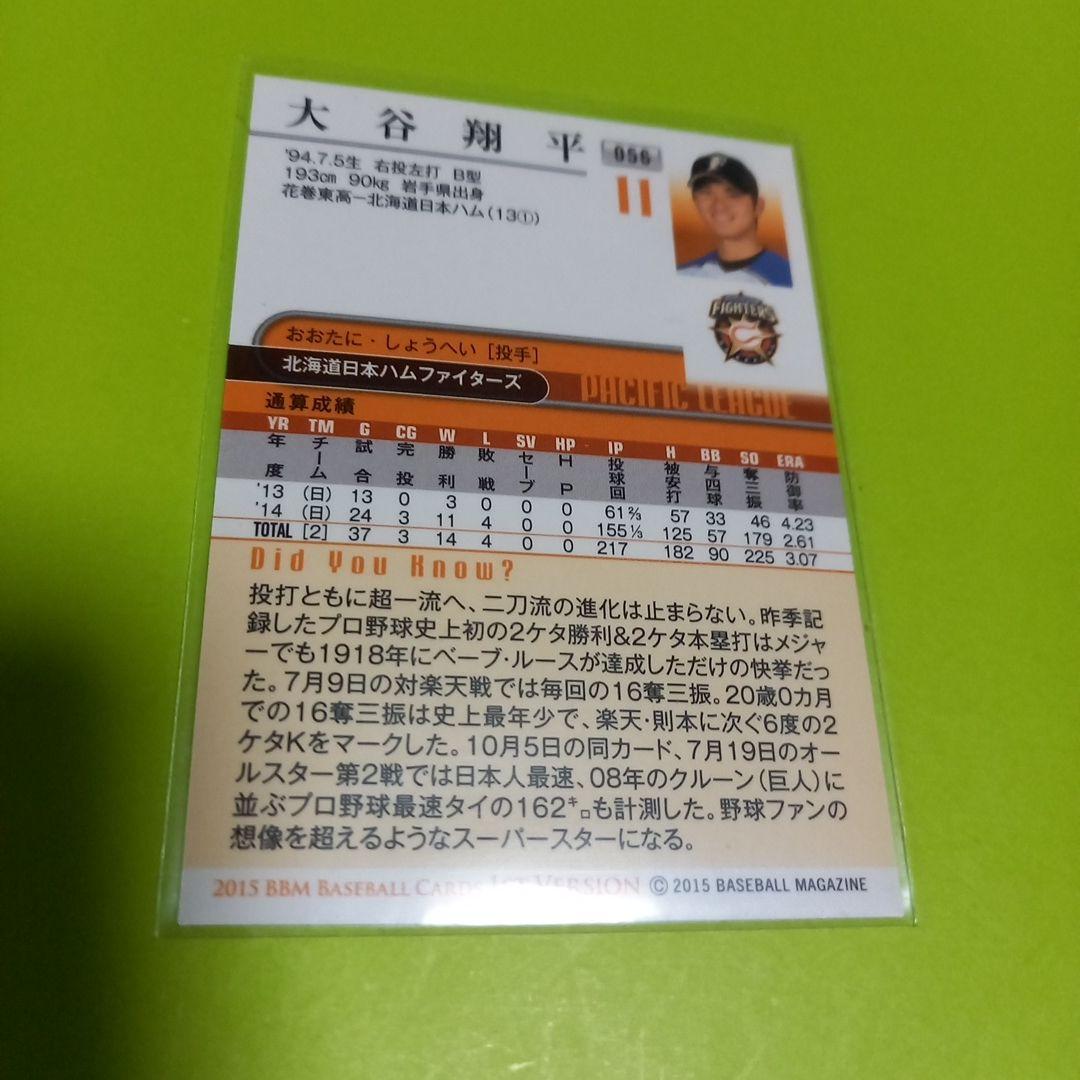 大谷翔平
056
'94.7.5生 右投左打 B型
11
193㎝ 90㎏ 岩手県出身
花巻東高−北海道日本ハム(13①)
FIGHTERS
おおたに・しょうへい [投手]
北海道日本ハムファイターズ
PACIFIC LEAGUE
通算成績
YR TM G CG W L SV HP IP H BB SO ERA
年度 チーム 試合 完投 勝利 敗戦 セーブ HP 投球回 被安打 与四球 奪三振 防御率
'13 (日) 13 0 3 0 0 0 61⅔ 57 33 46 4.23
'14 (日) 24 3 11 4 0 0 155⅓ 125 57 179 2.61
TOTAL [2] 37 3 14 4 0 0 217 182 90 225 3.07
Did You Know?
投打ともに超一流へ、二刀流の進化は止まらない。昨季記
録したプロ野球史上初の2ケタ勝利&2ケタ本塁打はメジャ
ーでも1918年にベーブ・ルースが達成しただけの快挙だっ
た。7月9日の対楽天戦では毎回の16奪三振。20歳0カ月
での16奪三振は史上最年少で、楽天・則本に次ぐ6度の2
ケタKをマークした。10月5日の同カード、7月19日のオー
ルスター第2戦では日本人最速、08年のクルーン(巨人)に
並ぶプロ野球最速タイの162㌔も計測した。野球ファンの
想像を超えるようなスーパースターになる。
2015 BBM BASEBALL CARDS 1ST VERSION © 2015 BASEBALL MAGAZINE